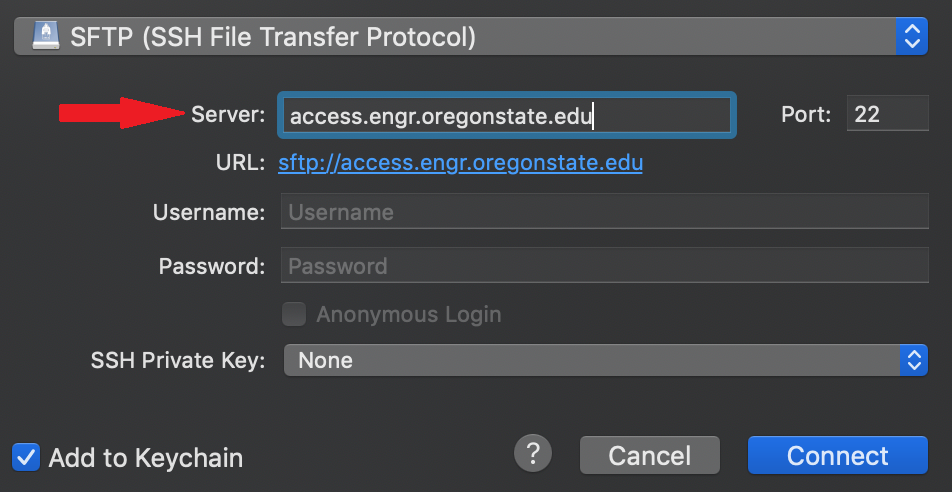 SFTP (SSH File Transfer Protocol)
Server: access.engr.oregonstate.edu Port: 22
URL: sftp://access.engr.oregonstate.edu
Username: Username
Password: Password
Anonymous Login
SSH Private Key: None
Add to Keychain ? Cancel Connect